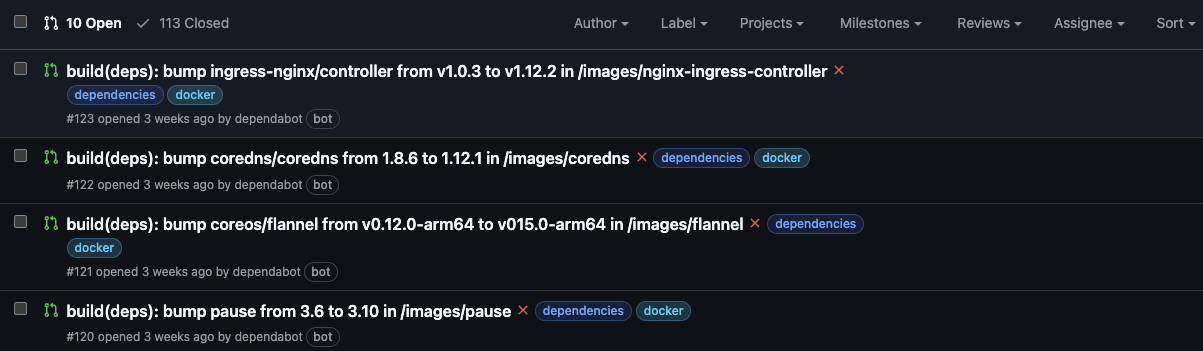 10 Open 113 Closed Author Label Projects Milestones Reviews Assignee Sort
build(deps): bump ingress-nginx/controller from v1.0.3 to v1.12.2 in /images/nginx-ingress-controller
dependencies docker
#123 opened 3 weeks ago by dependabot bot
build(deps): bump coredns/coredns from 1.8.6 to 1.12.1 in /images/coredns dependencies docker
#122 opened 3 weeks ago by dependabot bot
build(deps): bump coreos/flannel from v0.12.0-arm64 to v015.0-arm64 in /images/flannel dependencies
docker
#121 opened 3 weeks ago by dependabot bot
build(deps): bump pause from 3.6 to 3.10 in /images/pause dependencies docker
#120 opened 3 weeks ago by dependabot bot